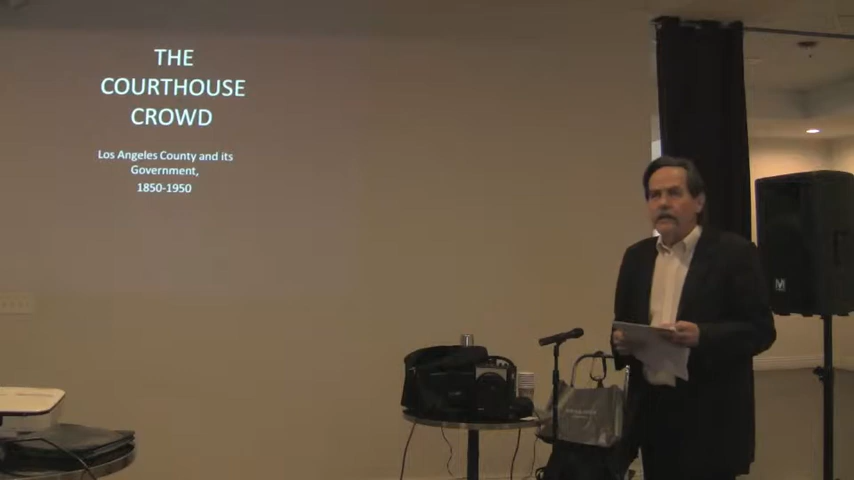 THE
COURTHOUSE
CROWD
Los Angeles County and its
Government,
1850-1950